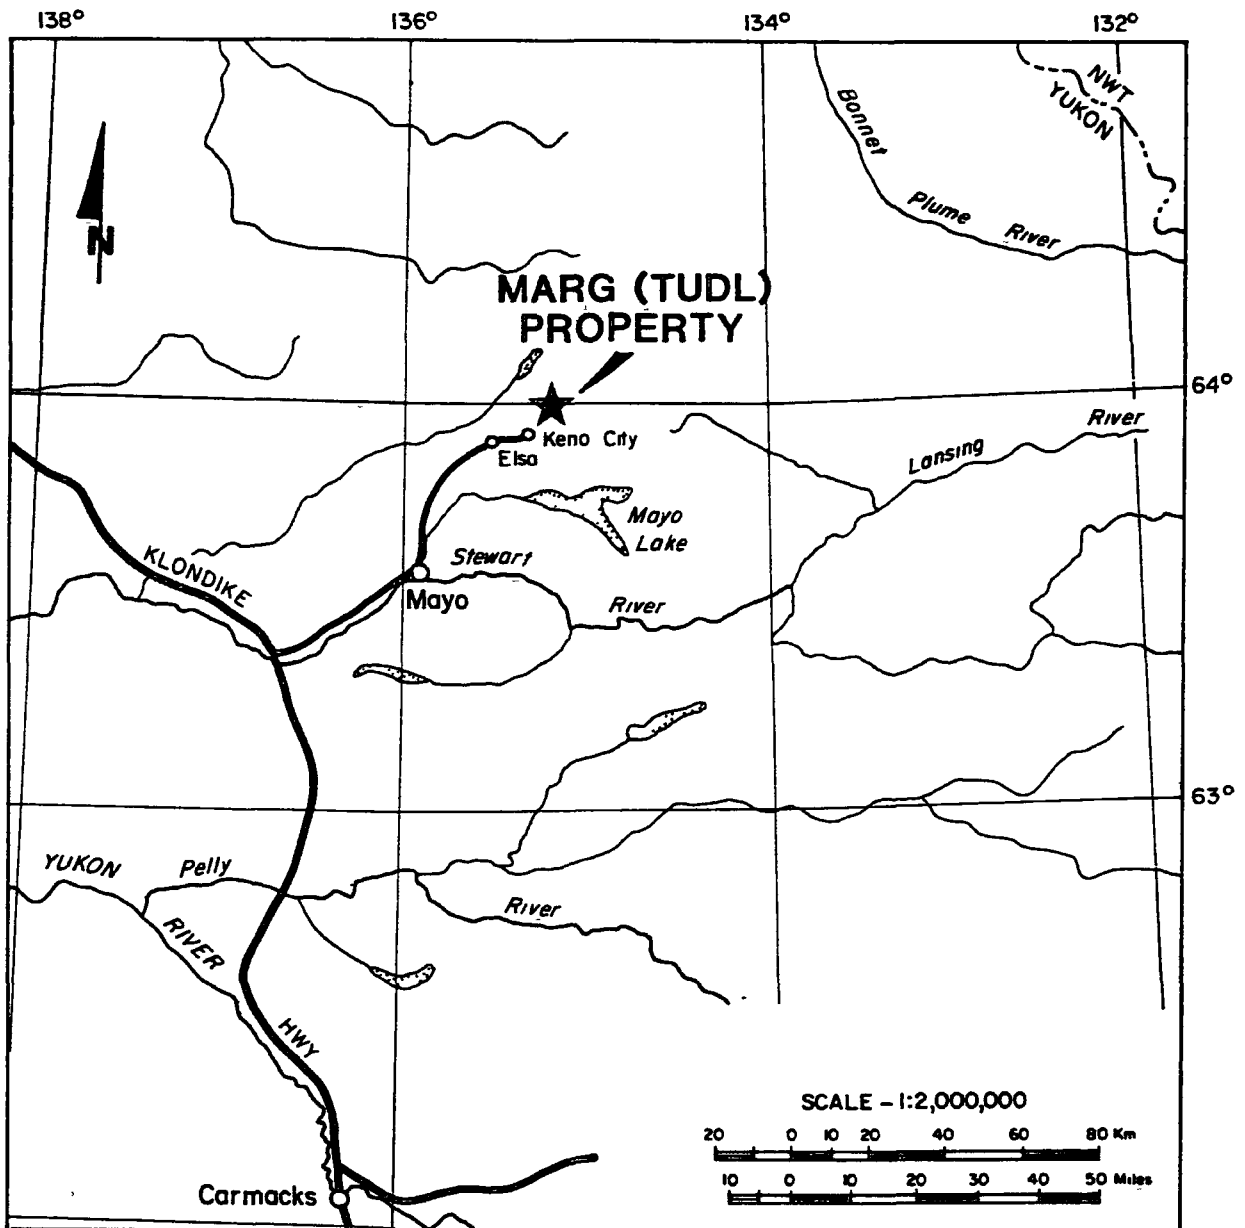 138° 136° 134° 132°
NWT
YUKON
Bonnet
Plume
River
N
MARG (TUDL)
PROPERTY
64°
Keno City
Elsa
River
Lansing
Mayo
Lake
KLONDIKE
Stewart
Mayo
River
63°
YUKON
Pelly
RIVER
River
HWY
SCALE - 1:2,000,000
20 0 10 20 40 60 80 Km
10 0 10 20 30 40 50 Miles
Carmacks